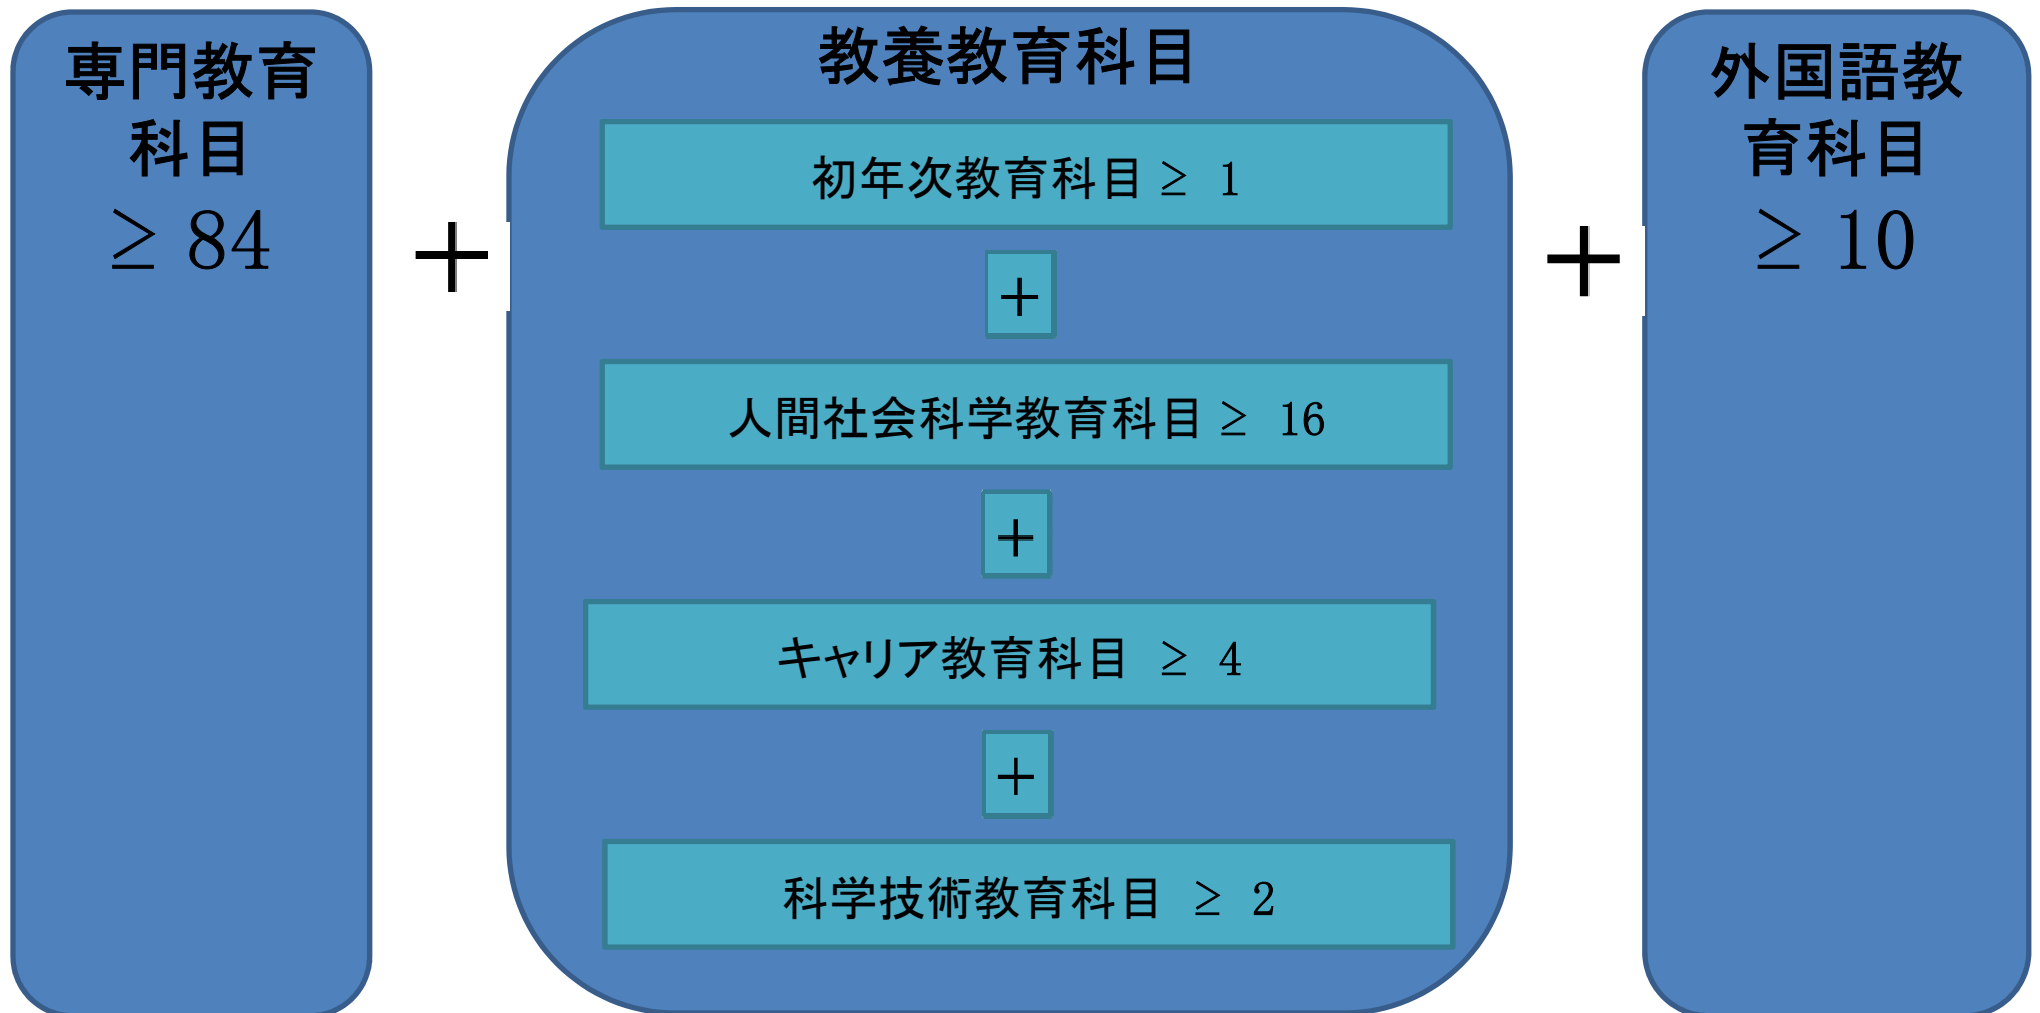 専門教育
科目
≥ 84
+
教養教育科目
初年次教育科目 ≥ 1
+
人間社会科学教育科目 ≥ 16
+
キャリア教育科目 ≥ 4
+
科学技術教育科目 ≥ 2
+
外国語教
育科目
≥ 10